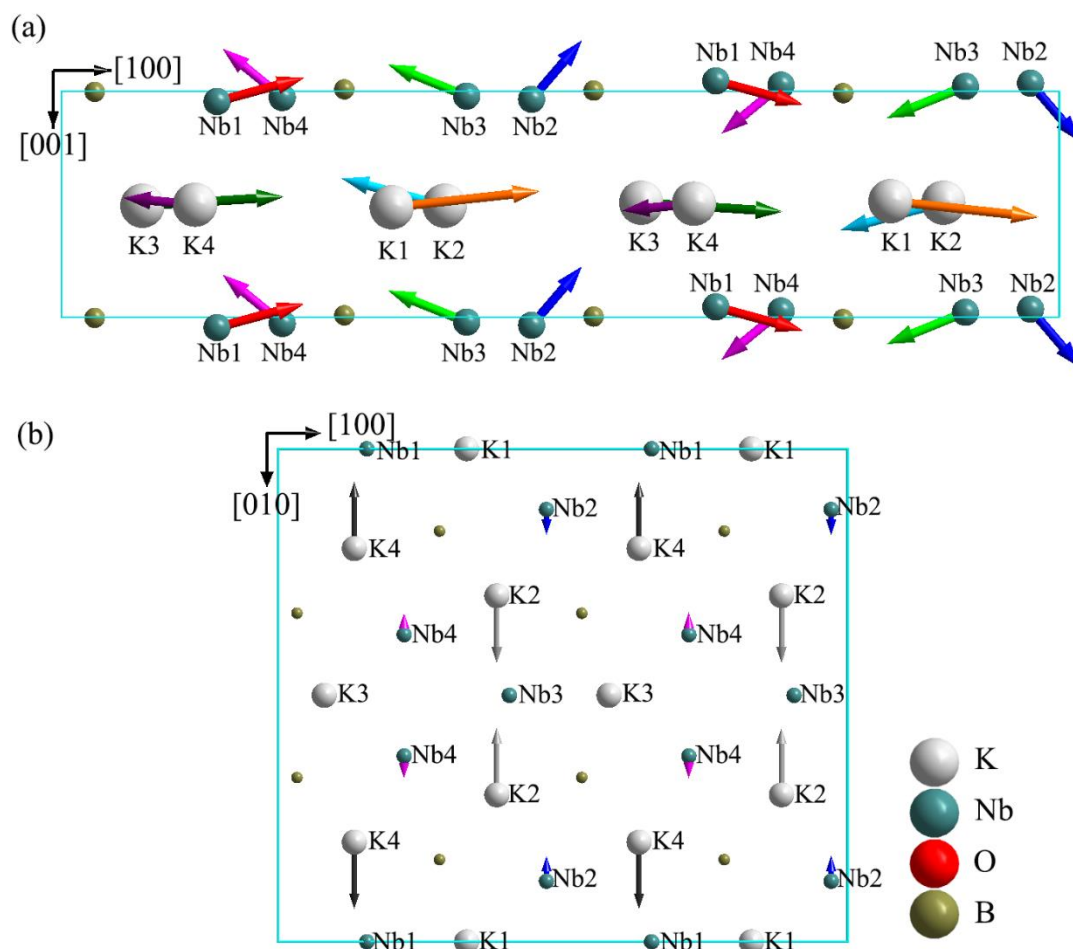 (a)
[100]
[001]
Nb1 Nb4 Nb3 Nb2 Nb1 Nb4 Nb3 Nb2
K3 K4 K1 K2 K3 K4 K1 K2
Nb1 Nb4 Nb3 Nb2 Nb1 Nb4 Nb3 Nb2
(b)
[100]
[010]
Nb1 K1 Nb1 K1
Nb2 Nb2
K4 K4
K2 K2
Nb4 Nb4
K3 Nb3 K3 Nb3
Nb4 Nb4
K2 K2
K4 K4
Nb2 Nb2
Nb1 K1 Nb1 K1
K
Nb
O
B